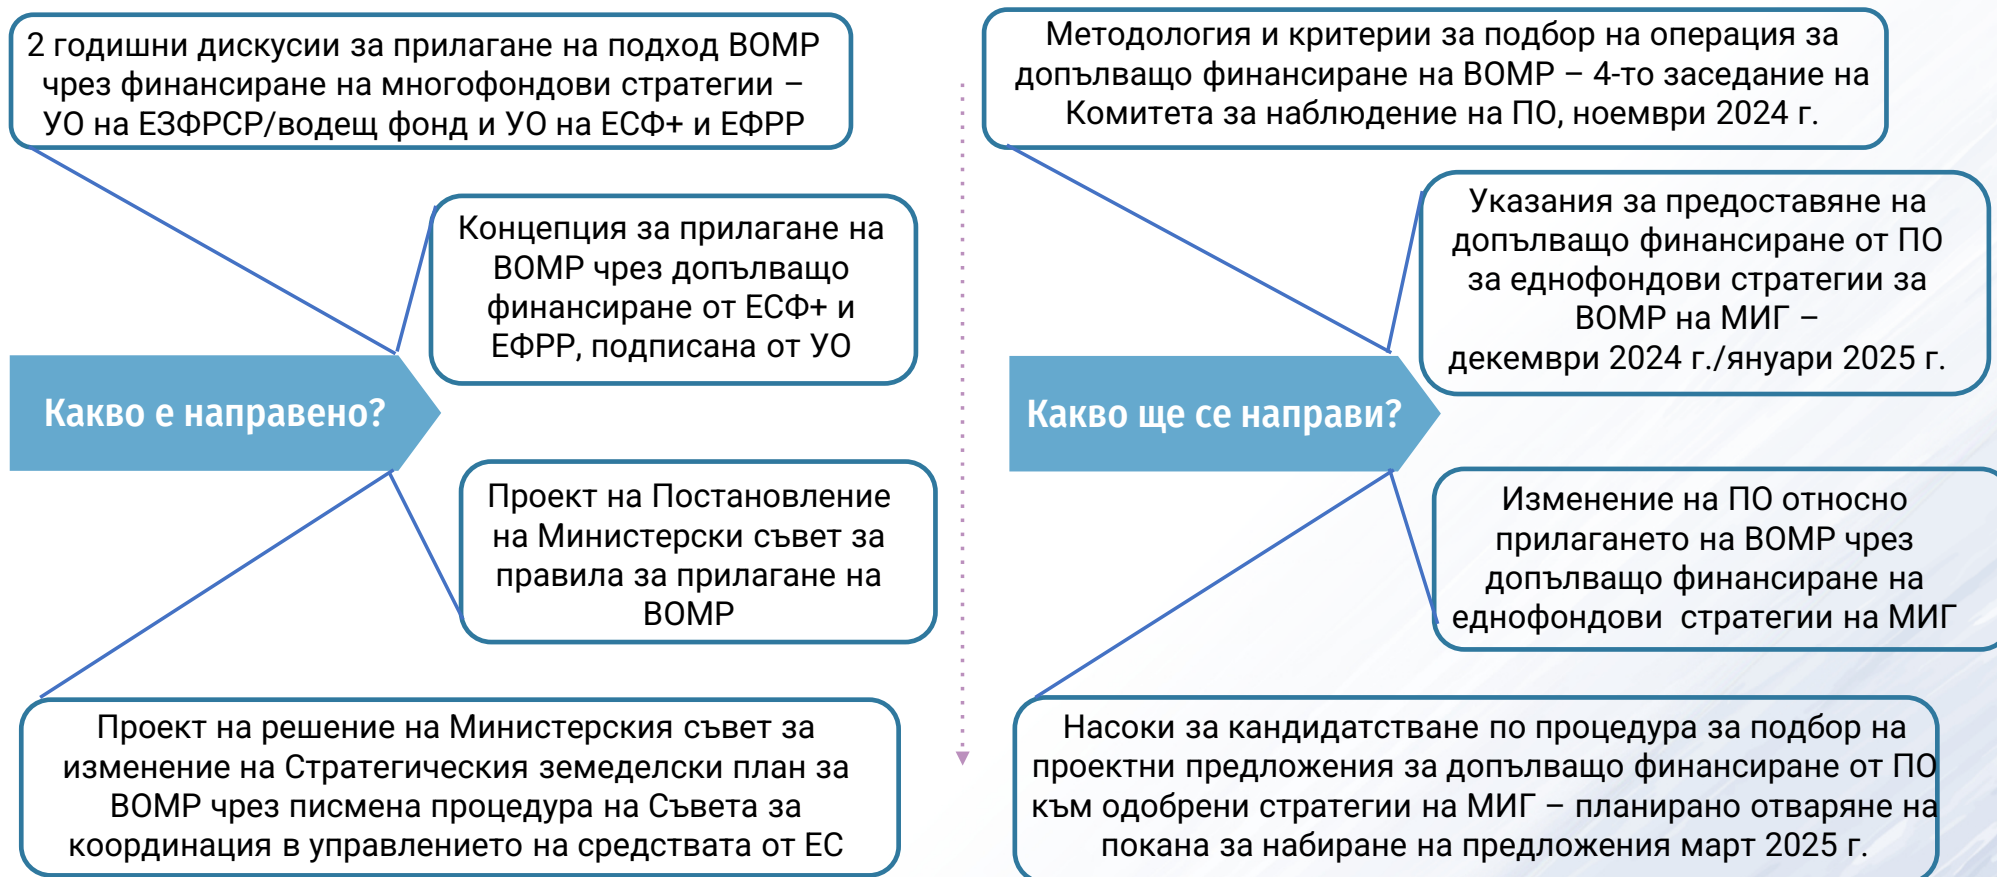 2 годишни дискусии за прилагане на подход ВОМР
чрез финансиране на многофондови стратегии –
УО на ЕЗФРСР/водещ фонд и УО на ЕСФ+ и ЕФРР
Концепция за прилагане на
ВОМР чрез допълващо
финансиране от ЕСФ+ и
ЕФРР, подписана от УО
Какво е направено?
Проект на Постановление
на Министерски съвет за
правила за прилагане на
ВОМР
Проект на решение на Министерския съвет за
изменение на Стратегическия земеделски план за
ВОМР чрез писмена процедура на Съвета за
координация в управлението на средствата от ЕС
Методология и критерии за подбор на операция за
допълващо финансиране на ВОМР – 4-то заседание на
Комитета за наблюдение на ПО, ноември 2024 г.
Указания за предоставяне на
допълващо финансиране от ПО
за еднофондови стратегии за
ВОМР на МИГ –
декември 2024 г./януари 2025 г.
Какво ще се направи?
Изменение на ПО относно
прилагането на ВОМР чрез
допълващо финансиране на
еднофондови  стратегии на МИГ
Насоки за кандидатстване по процедура за подбор на
проектни предложения за допълващо финансиране от ПО
към одобрени стратегии на МИГ – планирано отваряне на
покана за набиране на предложения март 2025 г.